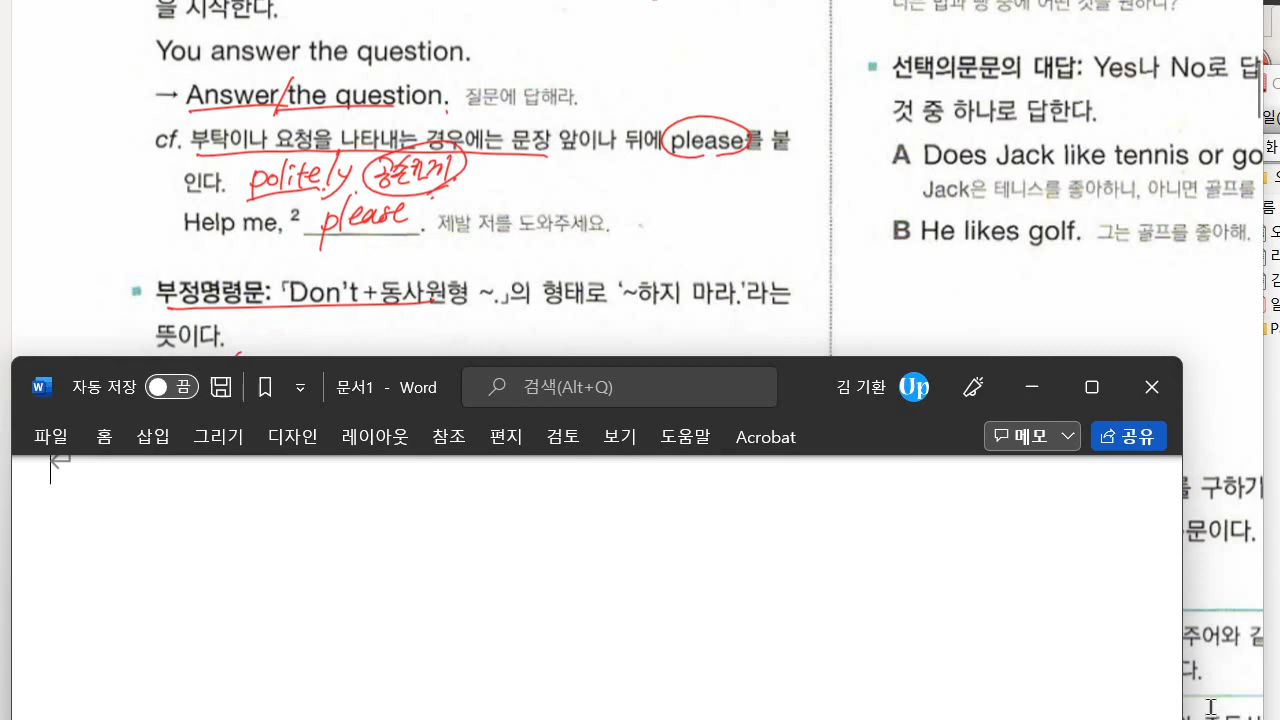 을 시작한다.
You answer the question.
→ Answer the question. 질문에 답해라.
cf. 부탁이나 요청을 나타내는 경우에는 문장 앞이나 뒤에 please를 붙
인다. politely 공손하게
Help me, ² please. 제발 저를 도와주세요.
부정명령문: 「Don't+동사원형 ~.」의 형태로 '~하지 마라.'라는
뜻이다.
선택의문문의 대답: Yes나 No로 답
것 중 하나로 답한다.
A Does Jack like tennis or go
Jack은 테니스를 좋아하니, 아니면 골프를
B He likes golf. 그는 골프를 좋아해.
자동 저장 끔 문서1 - Word 검색(Alt+Q) 김 기환 Up
파일 홈 삽입 그리기 디자인 레이아웃 참조 편지 검토 보기 도움말 Acrobat 메모 공유
를 구하기
문이다.
주어와 같
다.